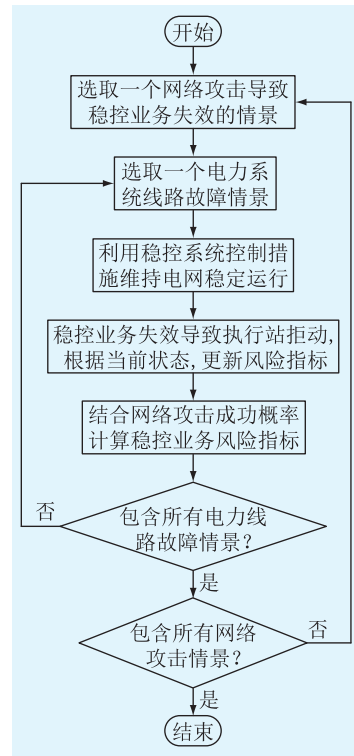 开始
选取一个网络攻击导致
稳控业务失效的情景
选取一个电力系
统线路故障情景
利用稳控系统控制措
施维持电网稳定运行
稳控业务失效导致执行站拒动,
根据当前状态,更新风险指标
结合网络攻击成功概率
计算稳控业务风险指标
否
包含所有电力线
路故障情景?
是
包含所有网络
攻击情景?
否
是
结束